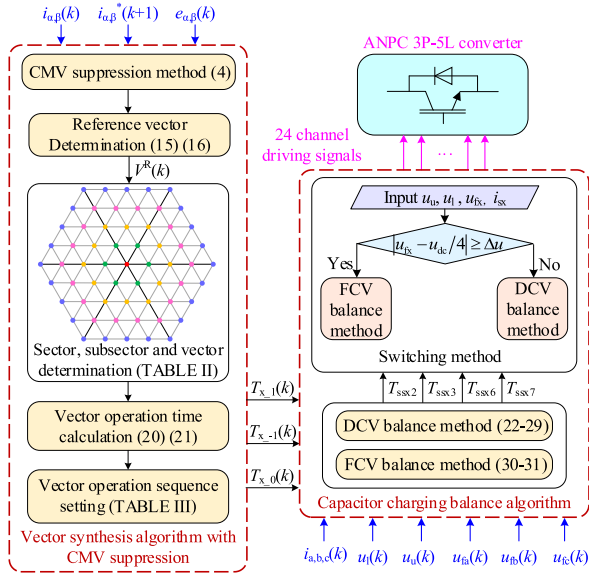 iα,β(k) iα,β*(k+1) eα,β(k)
CMV suppression method (4)
Reference vector
Determination (15) (16)
V^R(k)
Sector, subsector and vector
determination (TABLE II)
Vector operation time
calculation (20) (21)
Vector operation sequence
setting (TABLE III)
Vector synthesis algorithm with
CMV suppression
Tx_1(k)
Tx_-1(k)
Tx_0(k)
ANPC 3P-5L converter
24 channel
driving signals
...
Input uu, ul , ufx, isx
|ufx − udc/4| ≥ Δu
Yes
No
FCV
balance
method
DCV
balance
method
Switching method
Tssx2 Tssx3 Tssx6 Tssx7
DCV balance method (22-29)
FCV balance method (30-31)
Capacitor charging balance algorithm
ia,b,c(k) ul(k) uu(k) ufa(k) ufb(k) ufc(k)